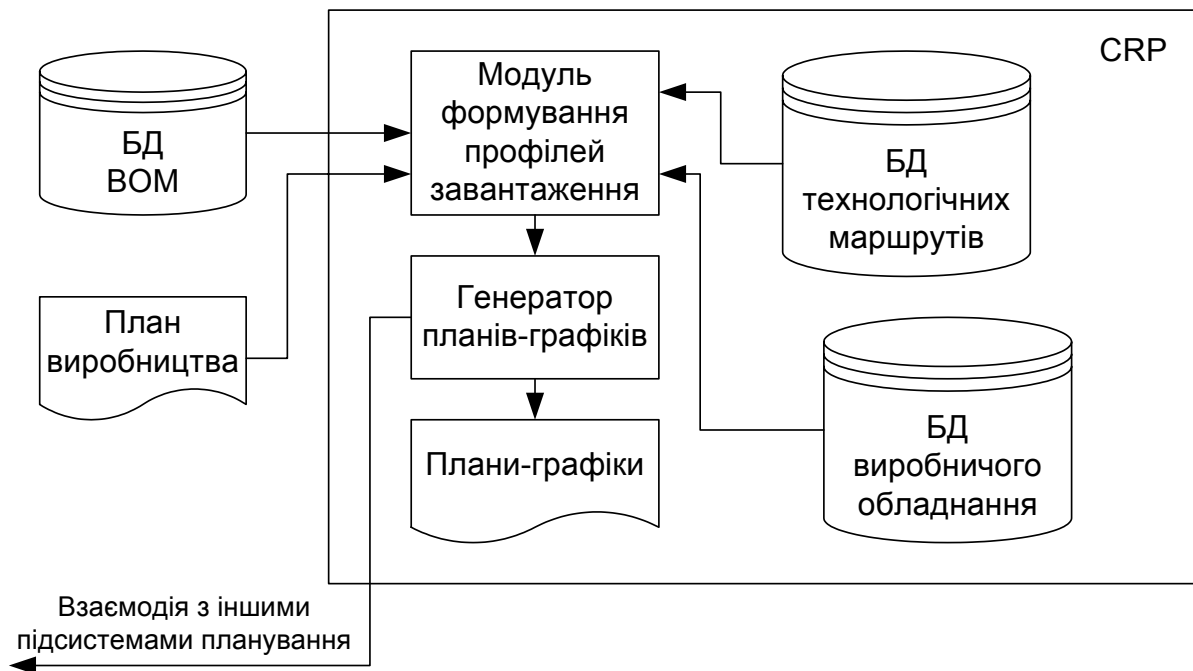 CRP
БД
BOM
Модуль
формування
профілей
завантаження
БД
технологічних
маршрутів
План
виробництва
Генератор
планів-графіків
Плани-графіки
БД
виробничого
обладнання
Взаємодія з іншими
підсистемами планування